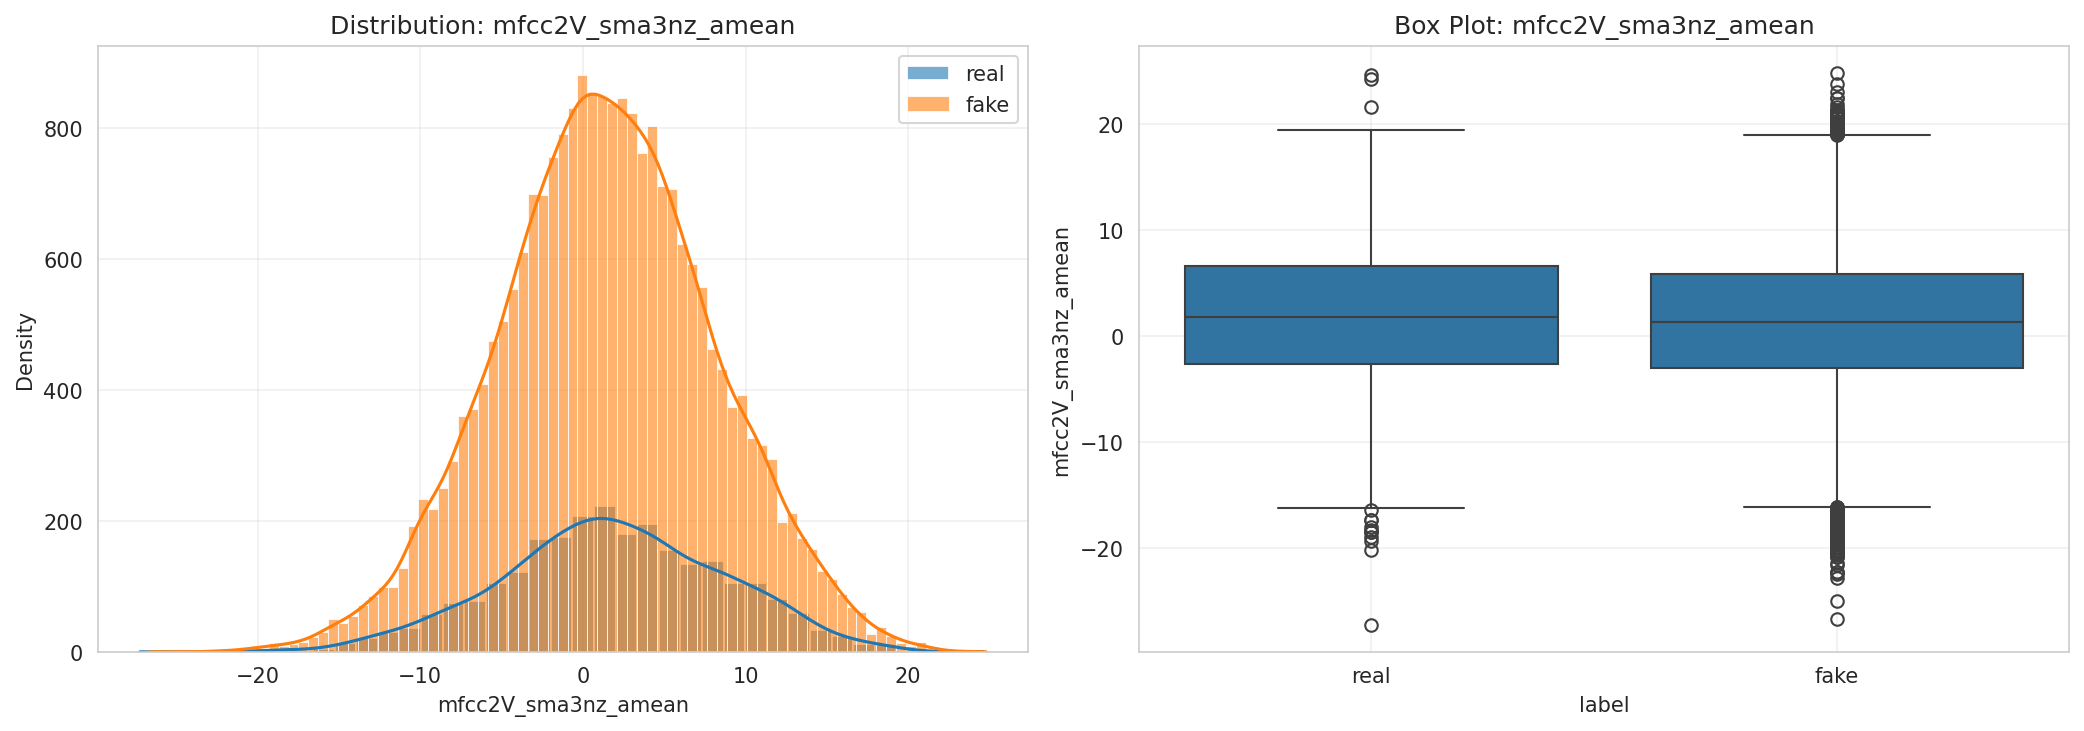 Distribution: mfcc2V_sma3nz_amean
real
fake
Density
800
600
400
200
0
−20
−10
0
10
20
mfcc2V_sma3nz_amean
Box Plot: mfcc2V_sma3nz_amean
mfcc2V_sma3nz_amean
20
10
0
−10
−20
real
fake
label